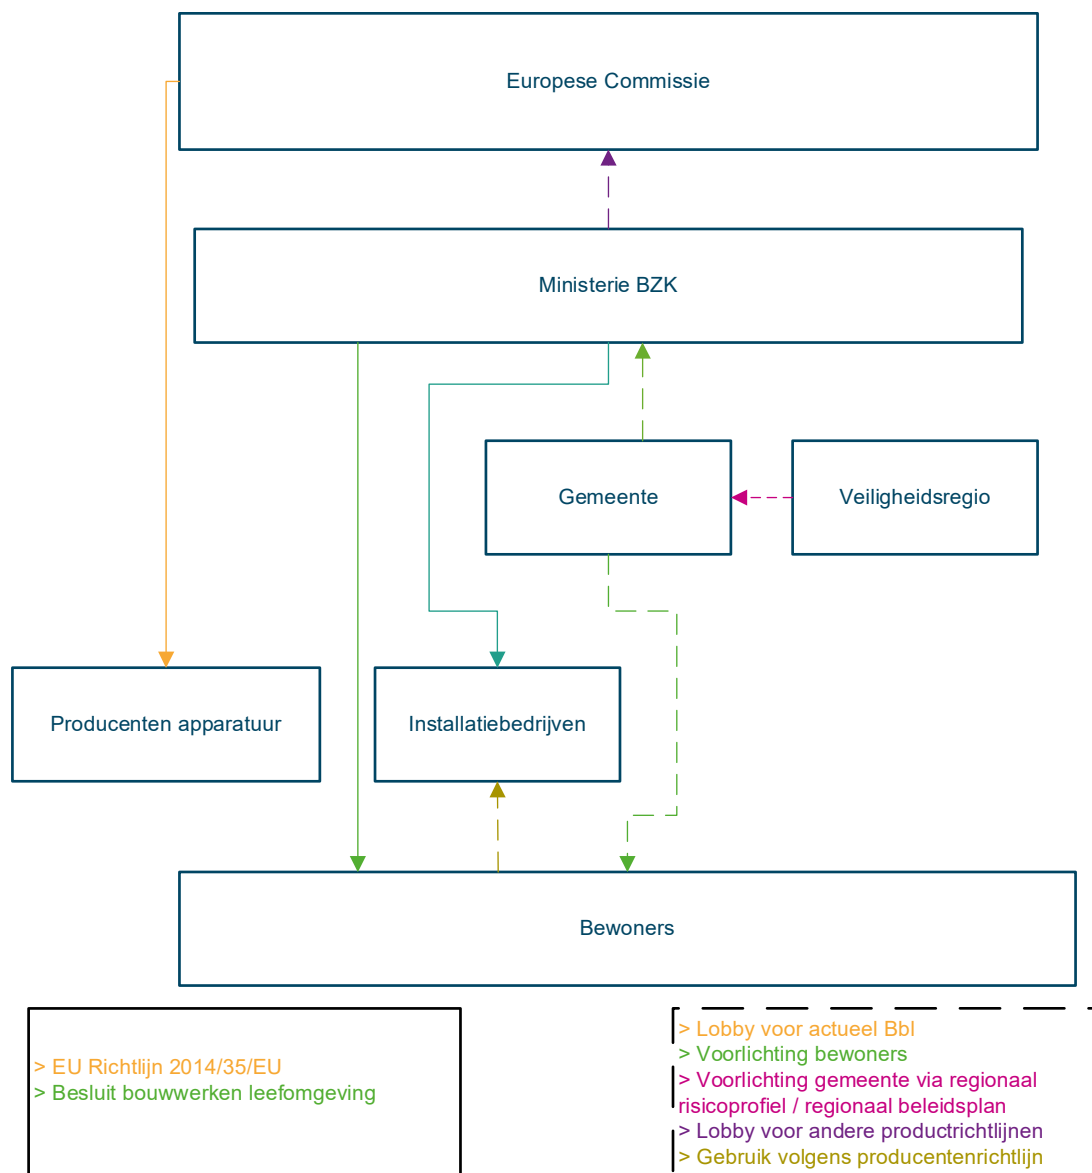 Europese Commissie
Ministerie BZK
Gemeente
Veiligheidsregio
Producenten apparatuur
Installatiebedrijven
Bewoners
> EU Richtlijn 2014/35/EU
> Besluit bouwwerken leefomgeving
> Lobby voor actueel Bbl
> Voorlichting bewoners
> Voorlichting gemeente via regionaal
risicoprofiel / regionaal beleidsplan
> Lobby voor andere productrichtlijnen
> Gebruik volgens producentenrichtlijn